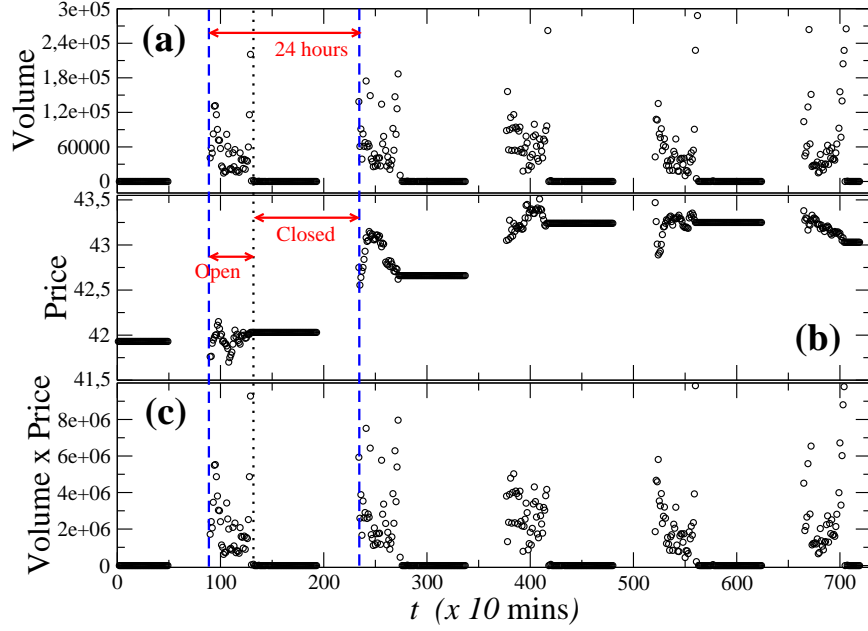 3e+05
2.4e+05
1.8e+05
1.2e+05
60000
0
Volume
(a)
24 hours
43,5
43
42,5
42
41,5
Price
Closed
Open
(b)
8e+06
6e+06
4e+06
2e+06
0
Volume x Price
(c)
0 100 200 300 400 500 600 700
t (x 10 mins)